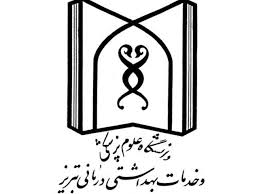 دانشگاه علوم پزشکی
و خدمات بهداشتی درمانی تبریز